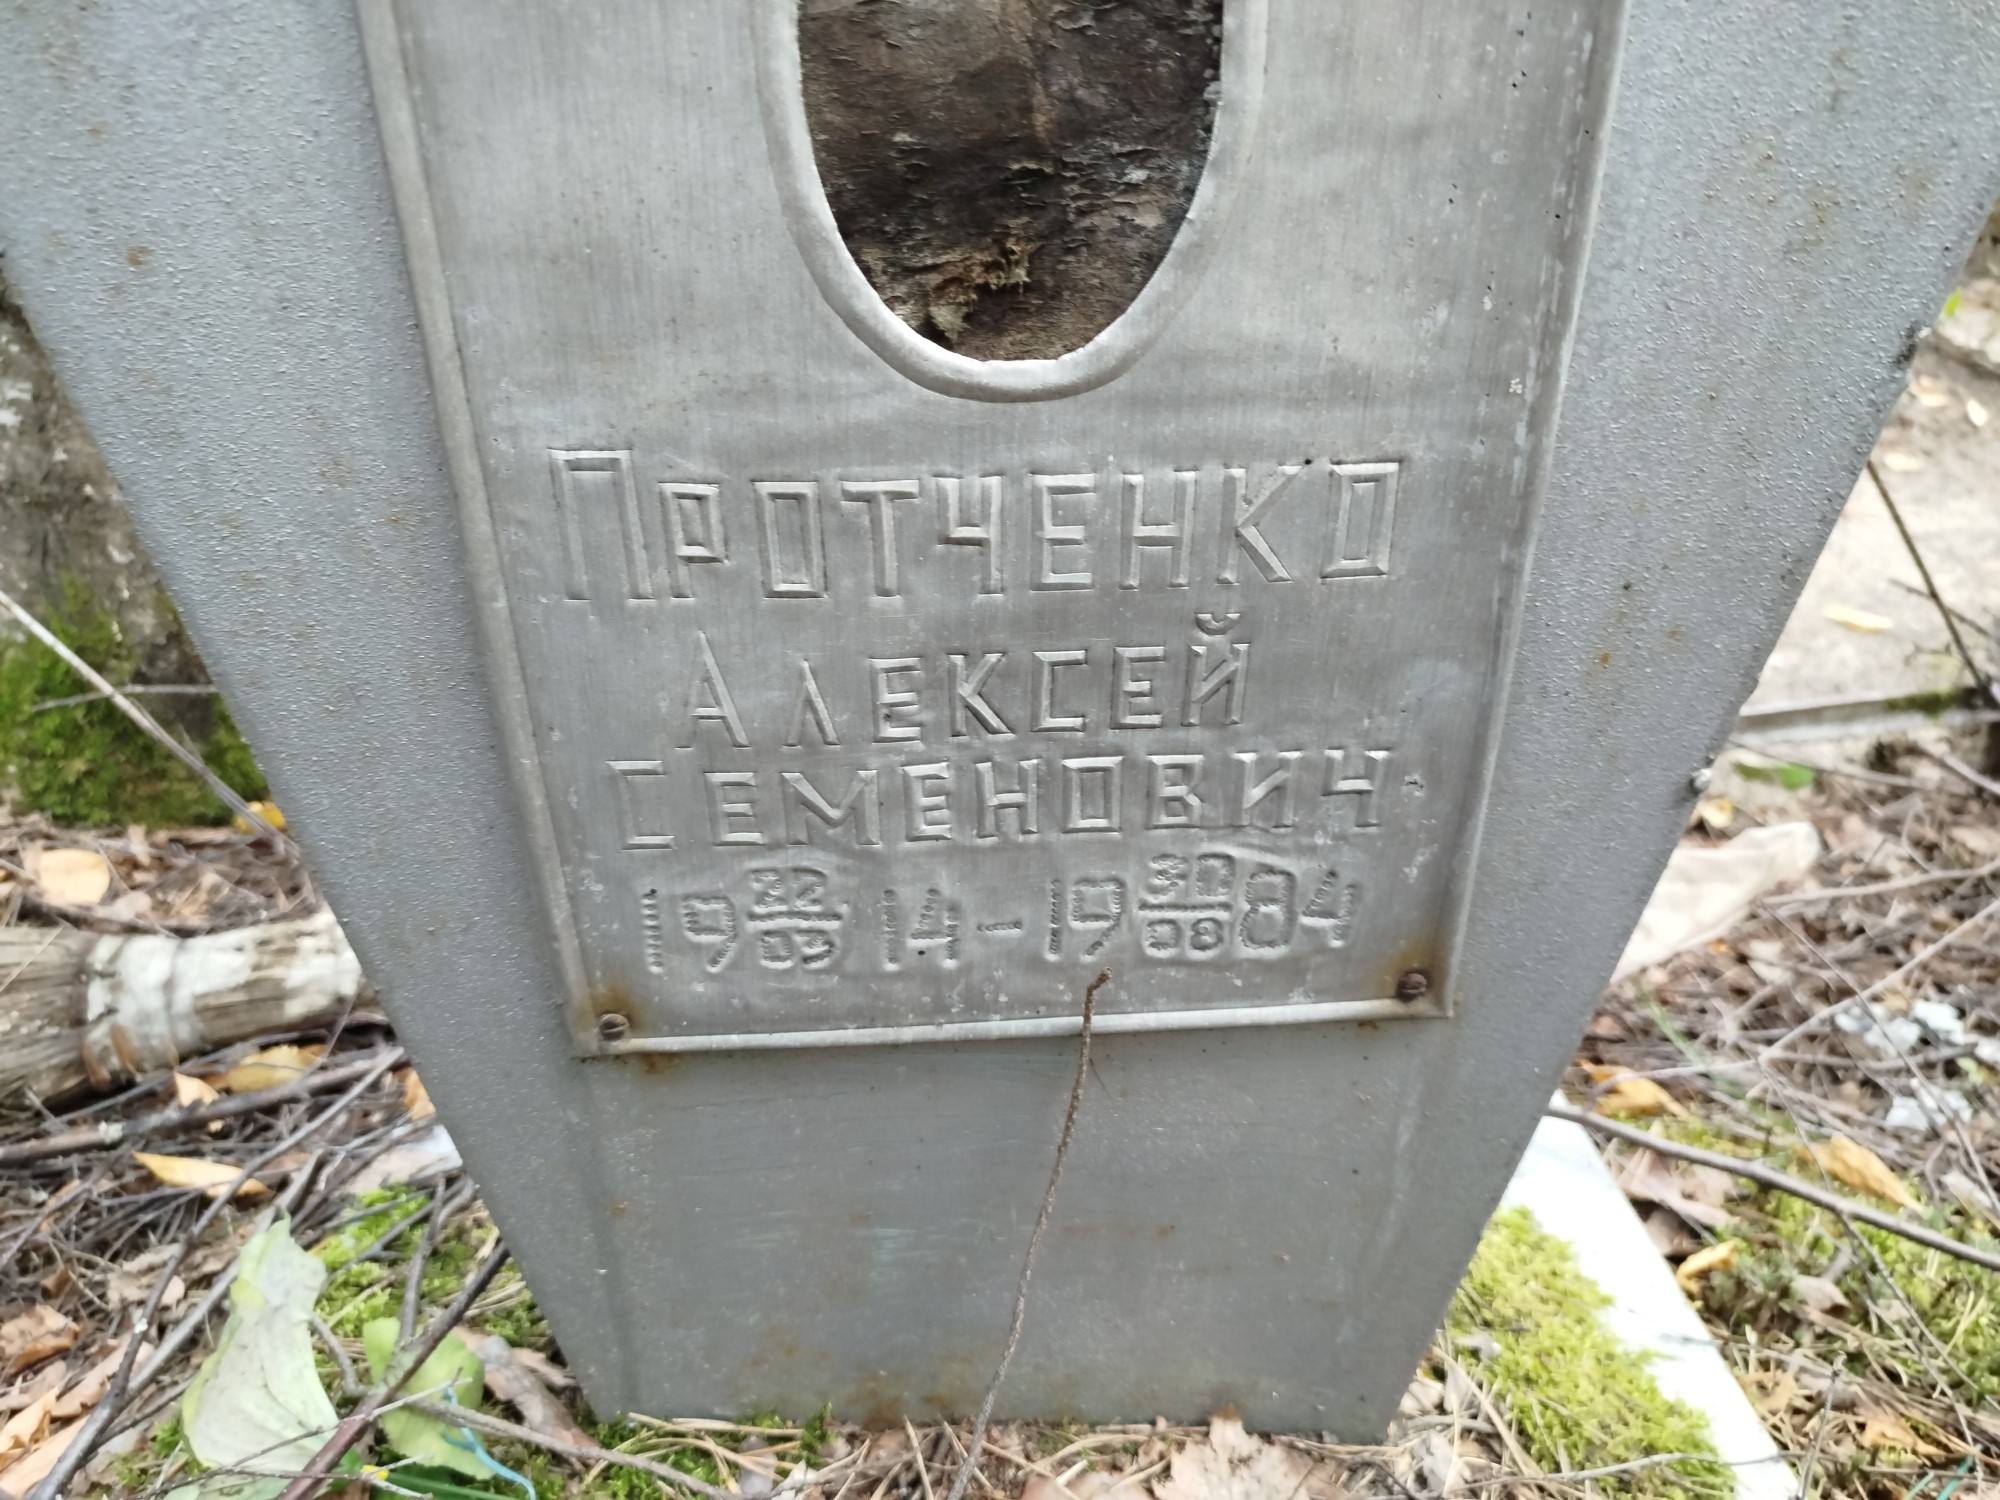 Протченко
Алексей
Семенович
19 22/03 14 - 19 30/08 84